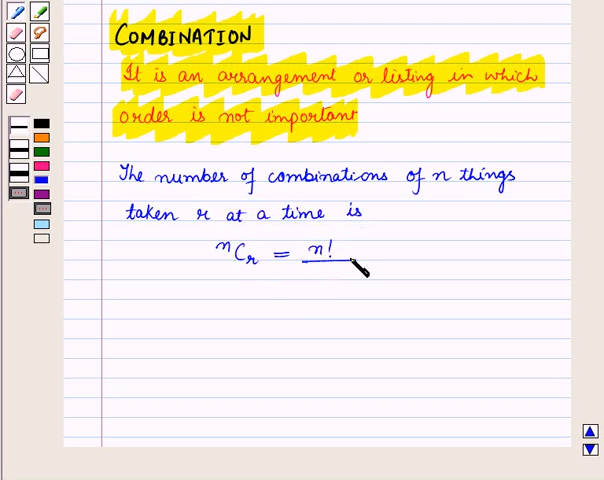 COMBINATION
It is an arrangement or listing in which
order is not important
The number of combinations of n things
taken r at a time is
ⁿCᵣ = n!